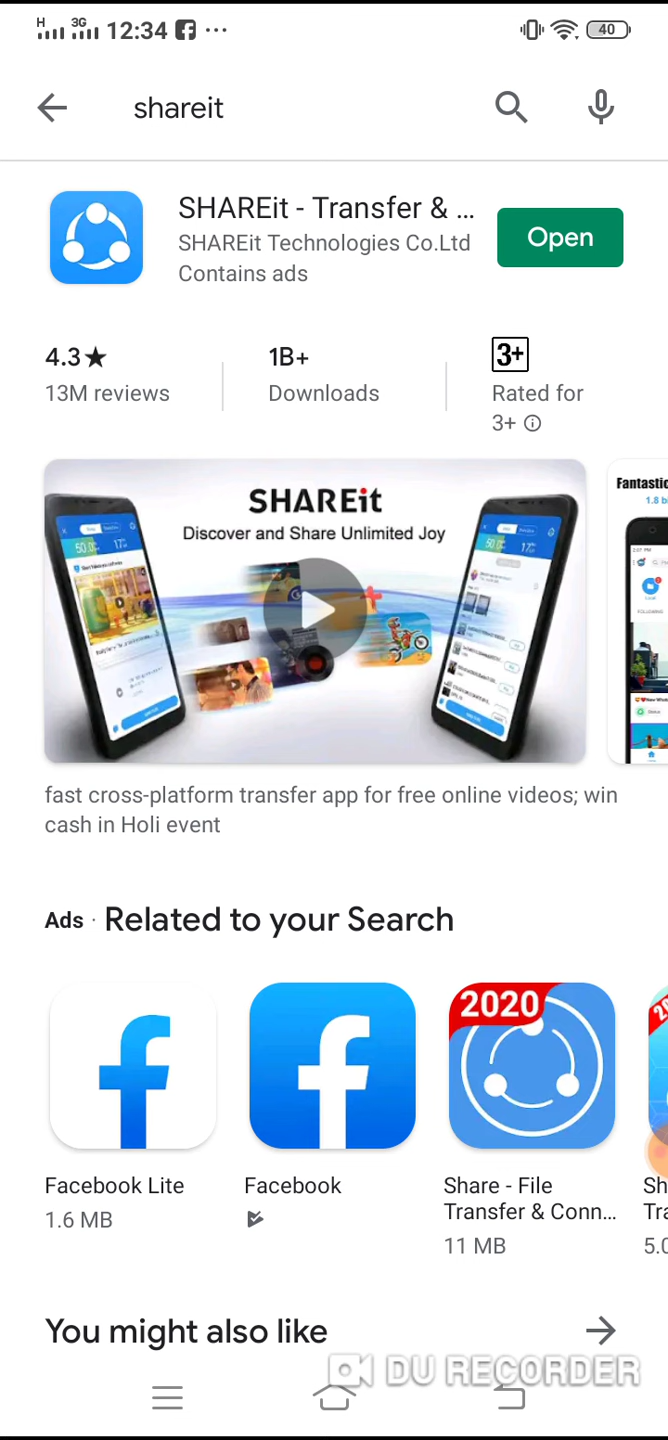 H 3G 12:34 40
shareit
SHAREit - Transfer & ...
SHAREit Technologies Co.Ltd
Contains ads
Open
4.3★
13M reviews
1B+
Downloads
3+
Rated for
3+
SHAREit
Discover and Share Unlimited Joy
Fantastic
1.8 b
fast cross-platform transfer app for free online videos; win
cash in Holi event
Ads · Related to your Search
2020
Facebook Lite
1.6 MB
Facebook
Share - File
Transfer & Conn...
11 MB
Sh
Tra
5.0
You might also like
DU RECORDER